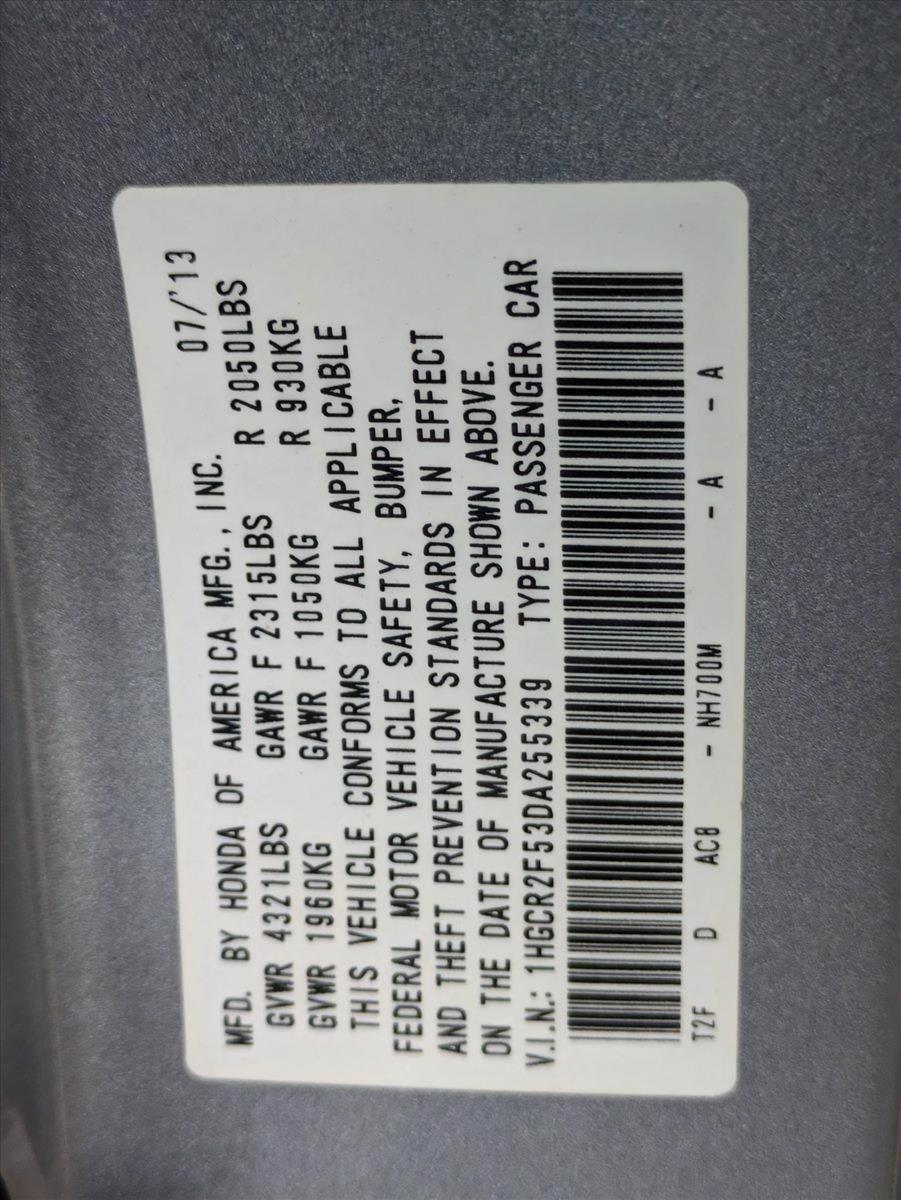 MFD. BY HONDA OF AMERICA MFG., INC. 07/'13
GVWR 4321LBS GAWR F 2315LBS R 2050LBS
GVWR 1960KG GAWR F 1050KG R 930KG
THIS VEHICLE CONFORMS TO ALL APPLICABLE
FEDERAL MOTOR VEHICLE SAFETY, BUMPER,
AND THEFT PREVENTION STANDARDS IN EFFECT
ON THE DATE OF MANUFACTURE SHOWN ABOVE.
V.I.N.: 1HGCR2F53DA255339 TYPE: PASSENGER CAR
T2F D AC8 - NH700M - A - A